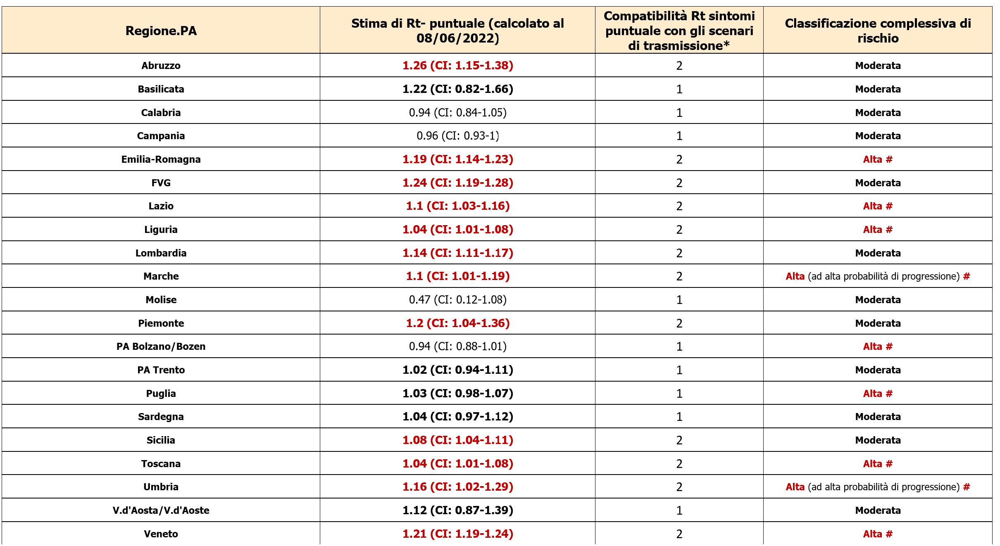 Regione.PA
Stima di Rt- puntuale (calcolato al
08/06/2022)
Compatibilità Rt sintomi
puntuale con gli scenari
di trasmissione*
Classificazione complessiva di
rischio
Abruzzo 1.26 (CI: 1.15-1.38) 2 Moderata
Basilicata 1.22 (CI: 0.82-1.66) 1 Moderata
Calabria 0.94 (CI: 0.84-1.05) 1 Moderata
Campania 0.96 (CI: 0.93-1) 1 Moderata
Emilia-Romagna 1.19 (CI: 1.14-1.23) 2 Alta #
FVG 1.24 (CI: 1.19-1.28) 2 Moderata
Lazio 1.1 (CI: 1.03-1.16) 2 Alta #
Liguria 1.04 (CI: 1.01-1.08) 2 Alta #
Lombardia 1.14 (CI: 1.11-1.17) 2 Moderata
Marche 1.1 (CI: 1.01-1.19) 2 Alta (ad alta probabilità di progressione) #
Molise 0.47 (CI: 0.12-1.08) 1 Moderata
Piemonte 1.2 (CI: 1.04-1.36) 2 Moderata
PA Bolzano/Bozen 0.94 (CI: 0.88-1.01) 1 Alta #
PA Trento 1.02 (CI: 0.94-1.11) 1 Moderata
Puglia 1.03 (CI: 0.98-1.07) 1 Alta #
Sardegna 1.04 (CI: 0.97-1.12) 1 Moderata
Sicilia 1.08 (CI: 1.04-1.11) 2 Moderata
Toscana 1.04 (CI: 1.01-1.08) 2 Alta #
Umbria 1.16 (CI: 1.02-1.29) 2 Alta (ad alta probabilità di progressione) #
V.d'Aosta/V.d'Aoste 1.12 (CI: 0.87-1.39) 1 Moderata
Veneto 1.21 (CI: 1.19-1.24) 2 Alta #